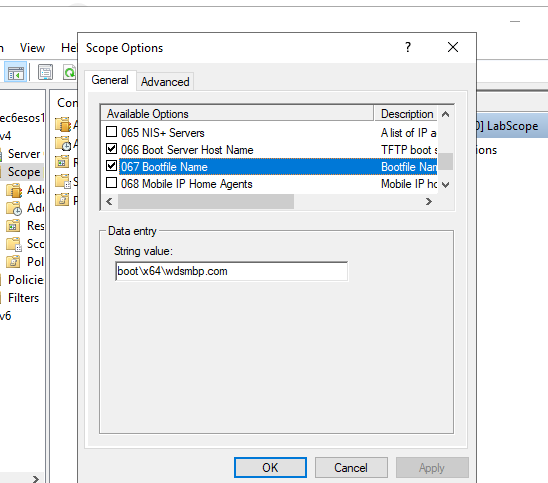 Scope Options
View
He
General
Advanced
Available Options
Description
065 NIS+ Servers
A list of IP a
066 Boot Server Host Name
TFTP boot s
067 Bootfile Name
Bootfile Nan
068 Mobile IP Home Agents
Mobile IP ho
Data entry
String value:
boot\x64\wdsmbp.com
OK
Cancel
Apply
ec6esos1
v4
Server
Scope
Add
Add
Res
Sco
Pol
Policies
Filters
v6
Con
A
A
R
S
P
0] LabScope
ions